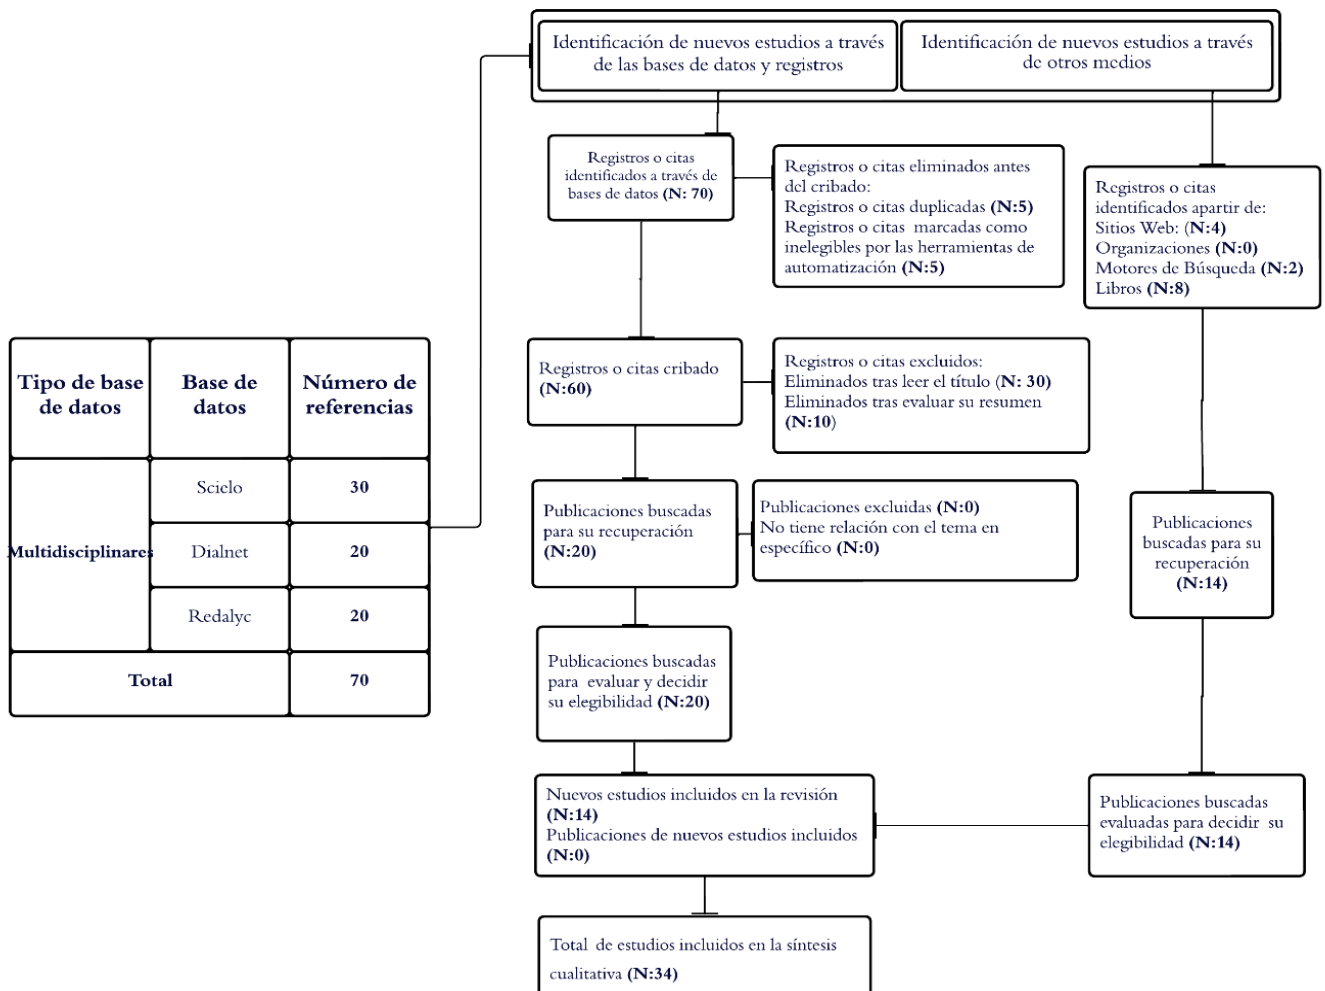 Identificación de nuevos estudios a través
de las bases de datos y registros
Identificación de nuevos estudios a través
de otros medios
Registros o citas
identificados a través de
bases de datos (N: 70)
Registros o citas eliminados antes
del cribado:
Registros o citas duplicadas (N:5)
Registros o citas marcadas como
inelegibles por las herramientas de
automatización (N:5)
Registros o citas
identificados apartir de:
Sitios Web: (N:4)
Organizaciones (N:0)
Motores de Búsqueda (N:2)
Libros (N:8)
Tipo de base
de datos
Base de
datos
Número de
referencias
Multidisciplinares
Scielo
30
Dialnet
20
Redalyc
20
Total
70
Registros o citas cribado
(N:60)
Registros o citas excluidos:
Eliminados tras leer el título (N: 30)
Eliminados tras evaluar su resumen
(N:10)
Publicaciones buscadas
para su recuperación
(N:20)
Publicaciones excluidas (N:0)
No tiene relación con el tema en
específico (N:0)
Publicaciones
buscadas para su
recuperación
(N:14)
Publicaciones buscadas
para evaluar y decidir
su elegibilidad (N:20)
Nuevos estudios incluidos en la revisión
(N:14)
Publicaciones de nuevos estudios incluidos
(N:0)
Publicaciones buscadas
evaluadas para decidir su
elegibilidad (N:14)
Total de estudios incluidos en la síntesis
cualitativa (N:34)